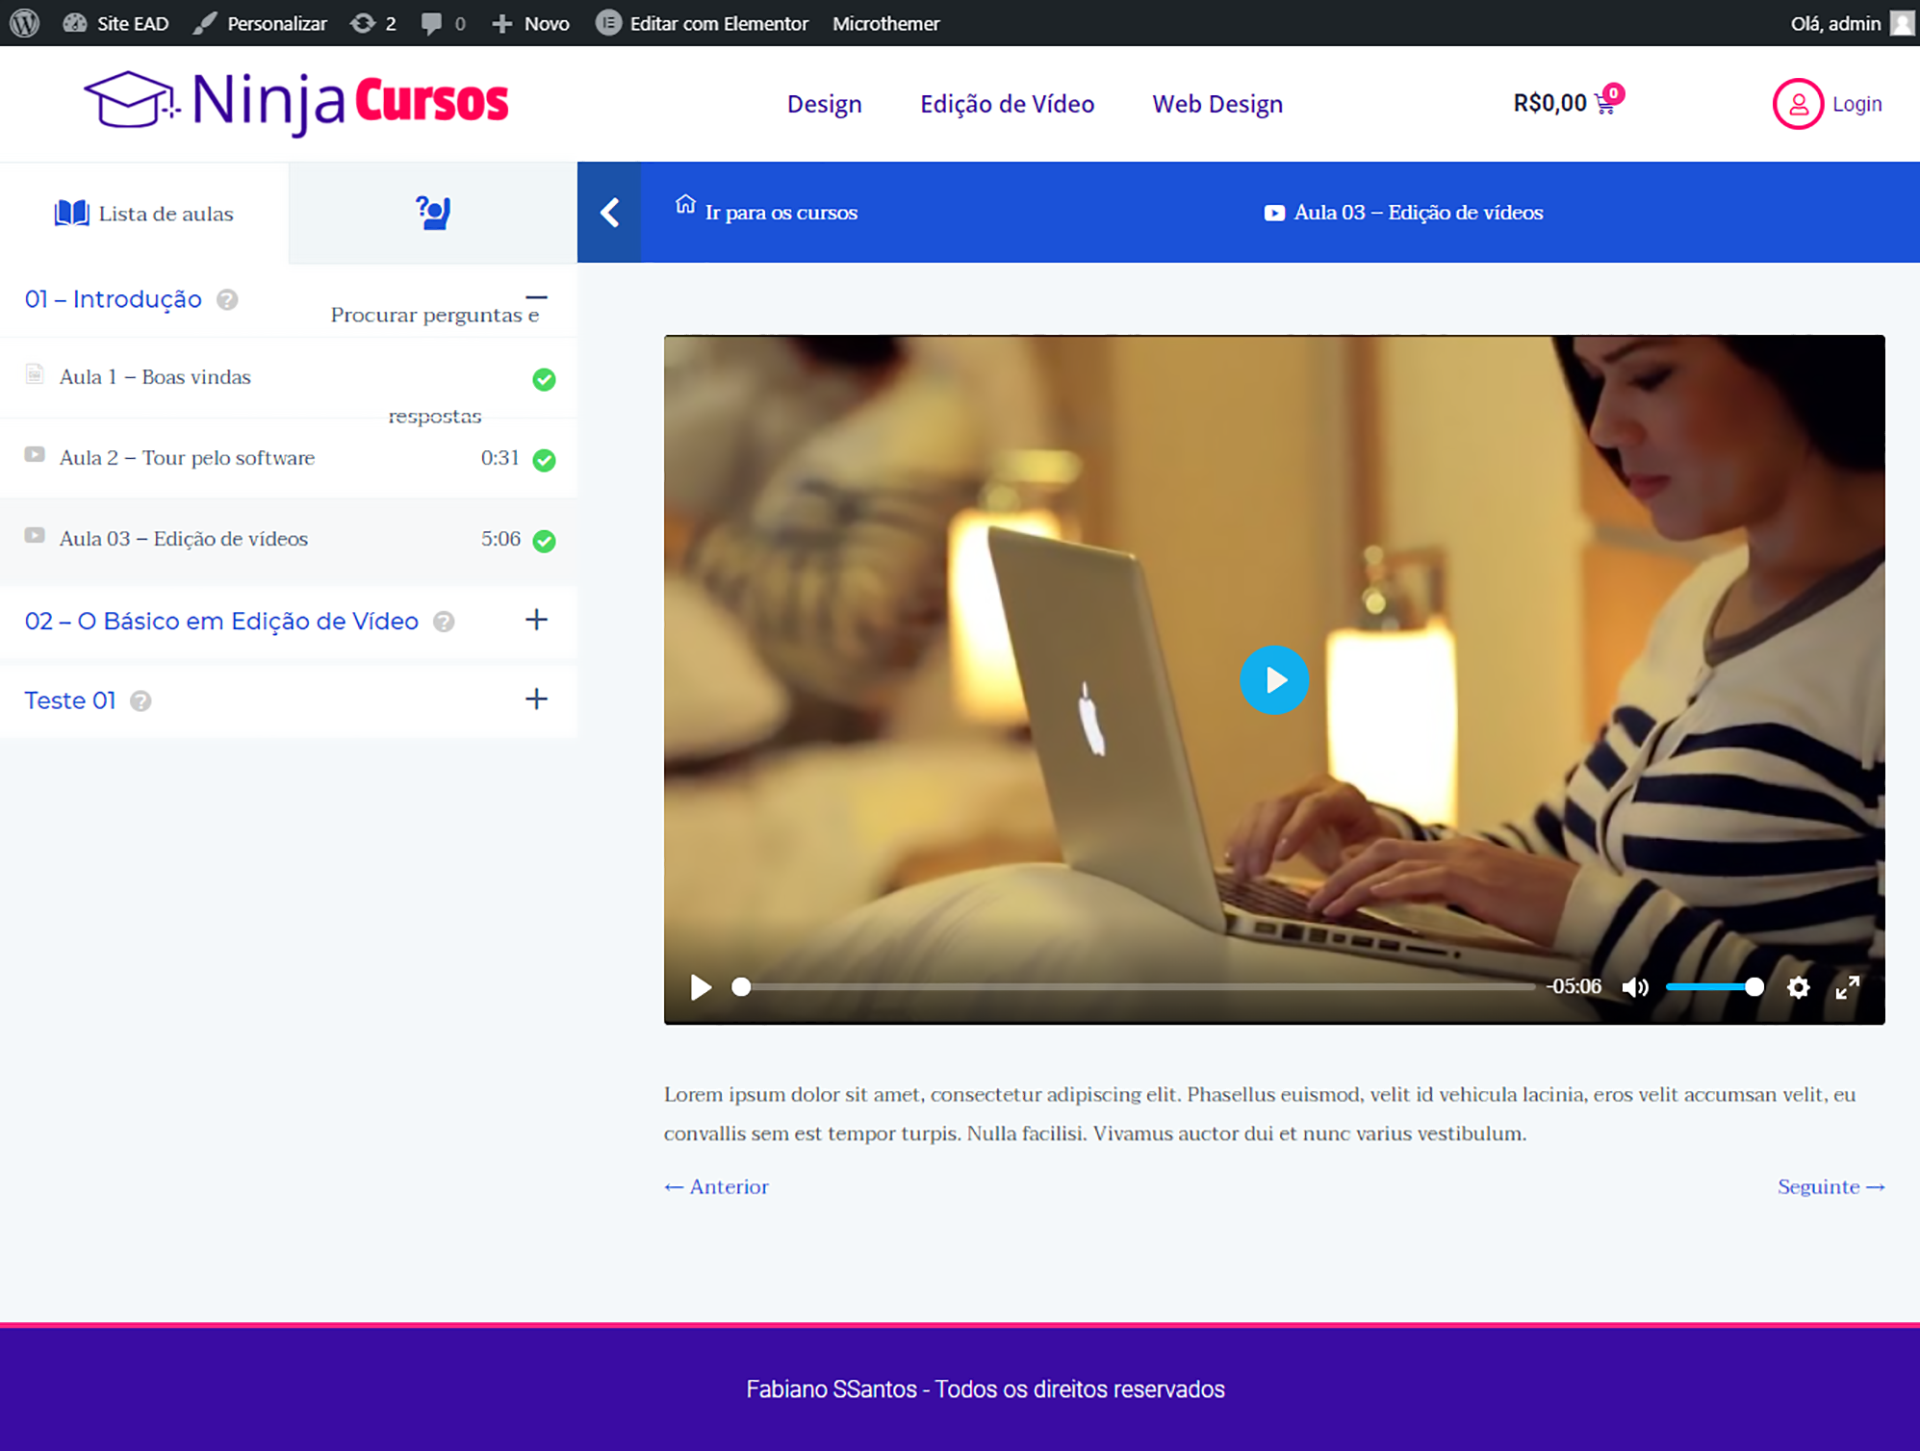 Site EAD Personalizar 2 0 Novo Editar com Elementor Microthemer Olá, admin
Ninja Cursos Design Edição de Vídeo Web Design R$0,00 0 Login
Lista de aulas Ir para os cursos Aula 03 – Edição de vídeos
01 – Introdução
Procurar perguntas e
Aula 1 – Boas vindas
respostas
Aula 2 – Tour pelo software 0:31
Aula 03 – Edição de vídeos 5:06
02 – O Básico em Edição de Vídeo
Teste 01
-05:06
Lorem ipsum dolor sit amet, consectetur adipiscing elit. Phasellus euismod, velit id vehicula lacinia, eros velit accumsan velit, eu
convallis sem est tempor turpis. Nulla facilisi. Vivamus auctor dui et nunc varius vestibulum.
← Anterior Seguinte →
Fabiano SSantos - Todos os direitos reservados